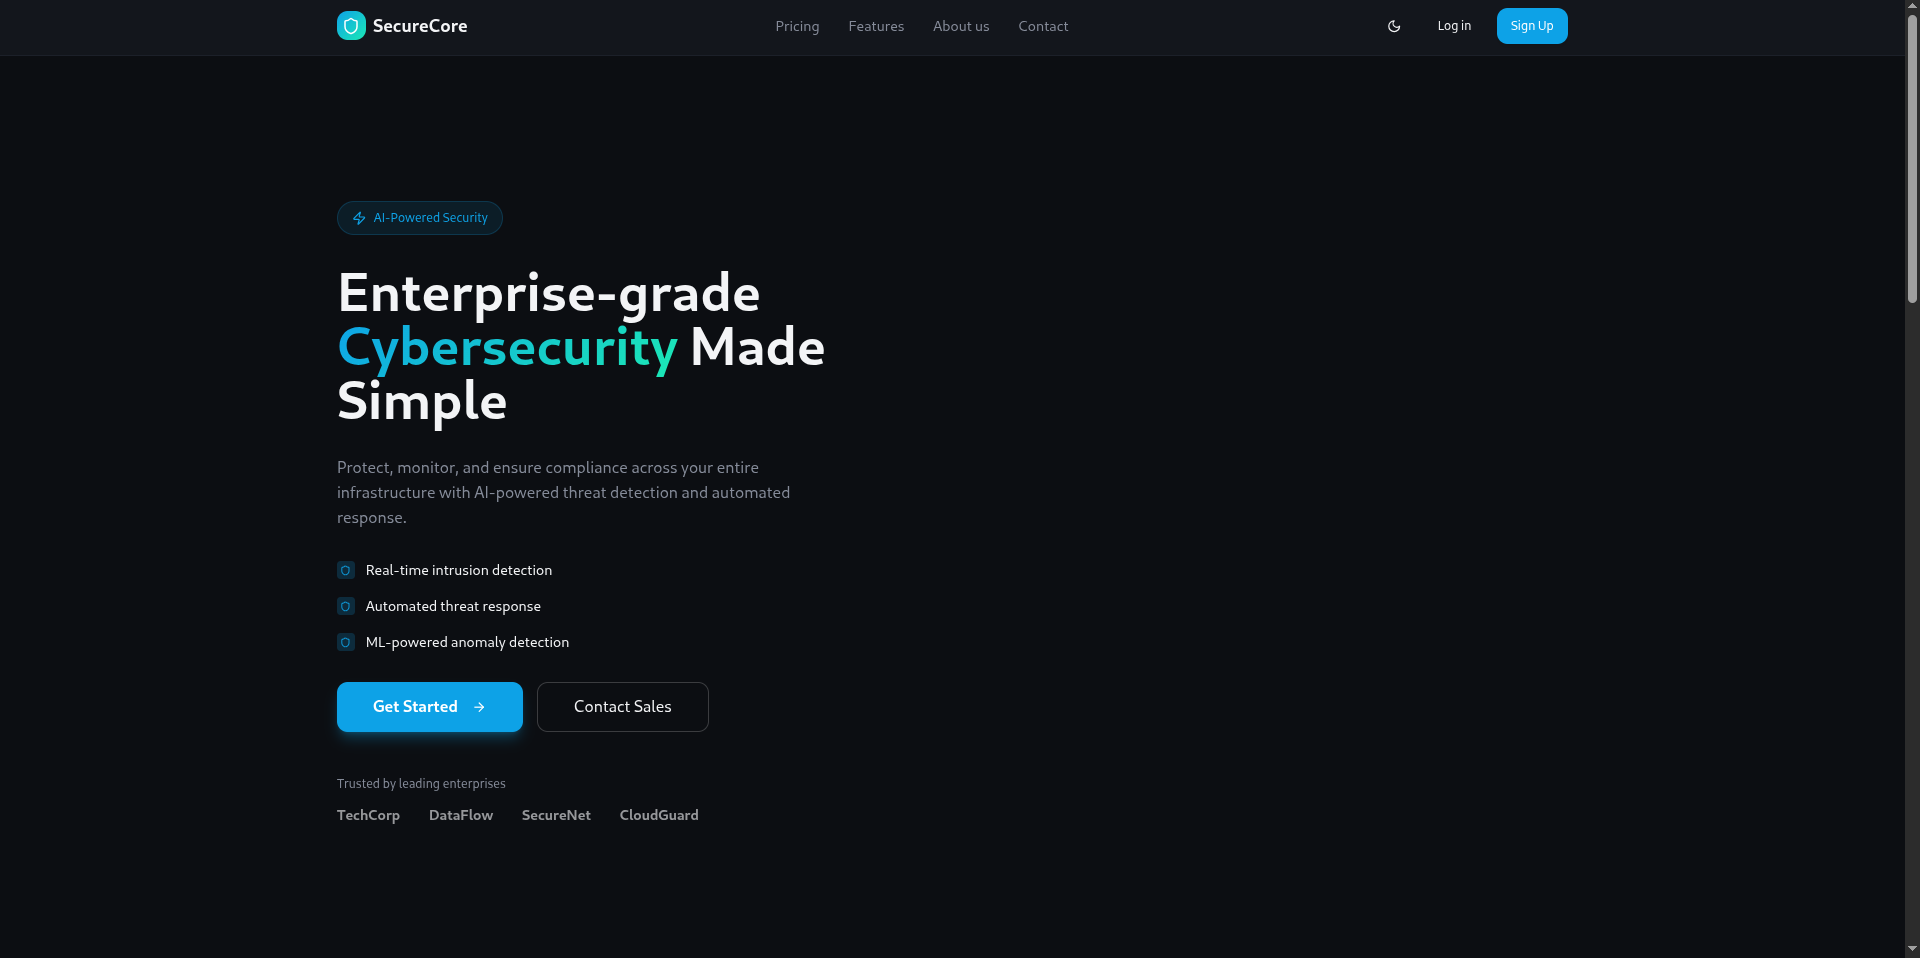 SecureCore
Pricing
Features
About us
Contact
Log in
Sign Up
AI-Powered Security
Enterprise-grade
Cybersecurity Made
Simple
Protect, monitor, and ensure compliance across your entire
infrastructure with AI-powered threat detection and automated
response.
Real-time intrusion detection
Automated threat response
ML-powered anomaly detection
Get Started
Contact Sales
Trusted by leading enterprises
TechCorp
DataFlow
SecureNet
CloudGuard